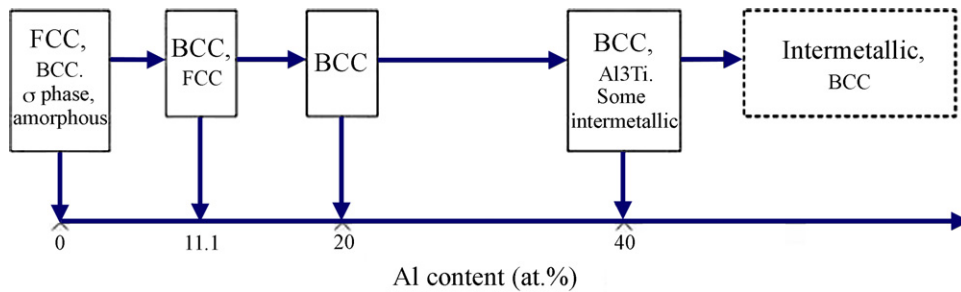 FCC,
BCC.
σ phase,
amorphous
BCC,
FCC
BCC
BCC,
Al3Ti.
Some
intermetallic
Intermetallic,
BCC
0
11.1
20
40
Al content (at.%)